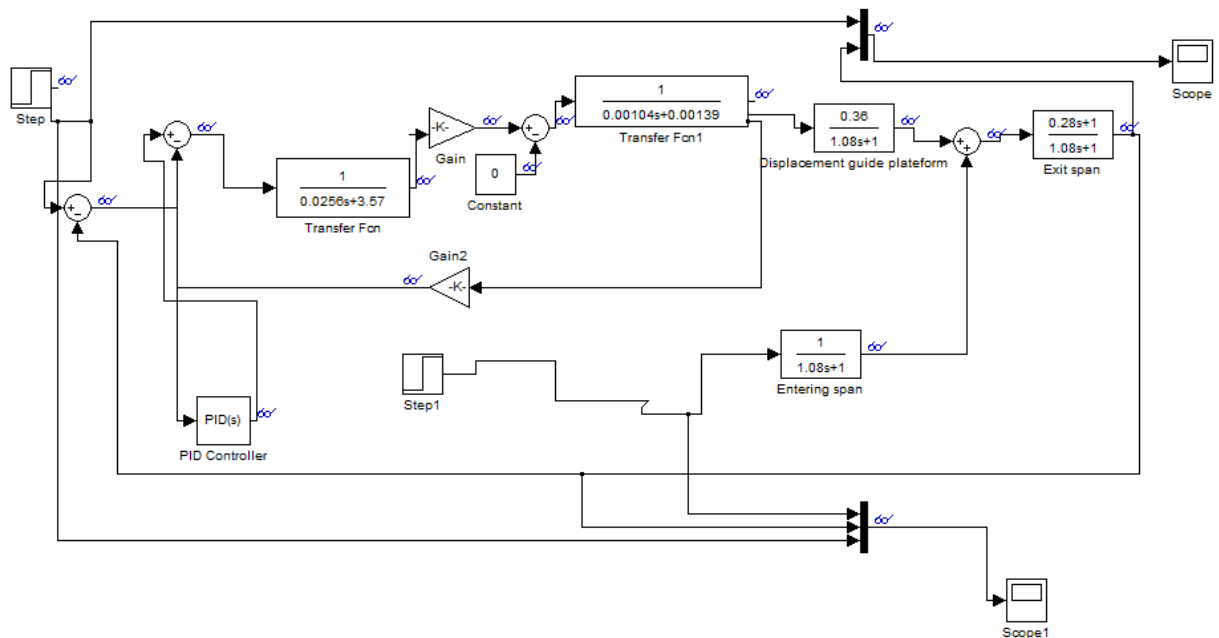 Step
Scope
1
0.00104s+0.00139
Transfer Fcn1
-K-
Gain
0
Constant
0.36
1.08s+1
Displacement guide plateform
0.28s+1
1.08s+1
Exit span
1
0.0256s+3.57
Transfer Fcn
Gain2
-K-
Step1
1
1.08s+1
Entering span
PID(s)
PID Controller
Scope1